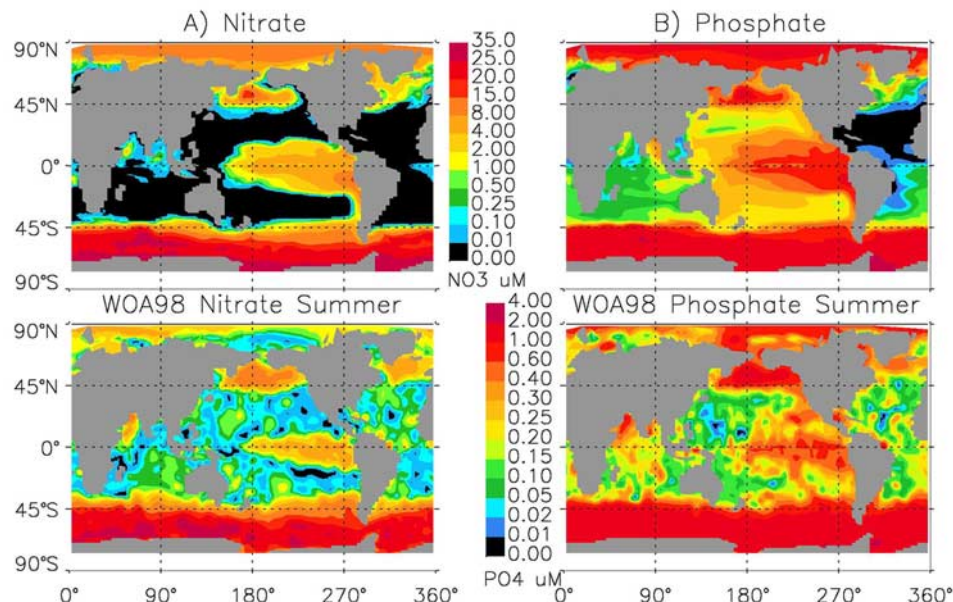 A) Nitrate
B) Phosphate
90°N
45°N
0°
45°S
90°S
35.0
25.0
15.0
8.00
4.00
2.00
1.00
0.50
0.25
0.10
0.01
0.00
NO3 uM
WOA98 Nitrate Summer
WOA98 Phosphate Summer
90°N
45°N
0°
45°S
90°S
4.00
2.00
0.60
0.40
0.30
0.25
0.20
0.15
0.10
0.05
0.02
0.01
0.00
PO4 uM
0° 90° 180° 270° 360°
0° 90° 180° 270° 360°